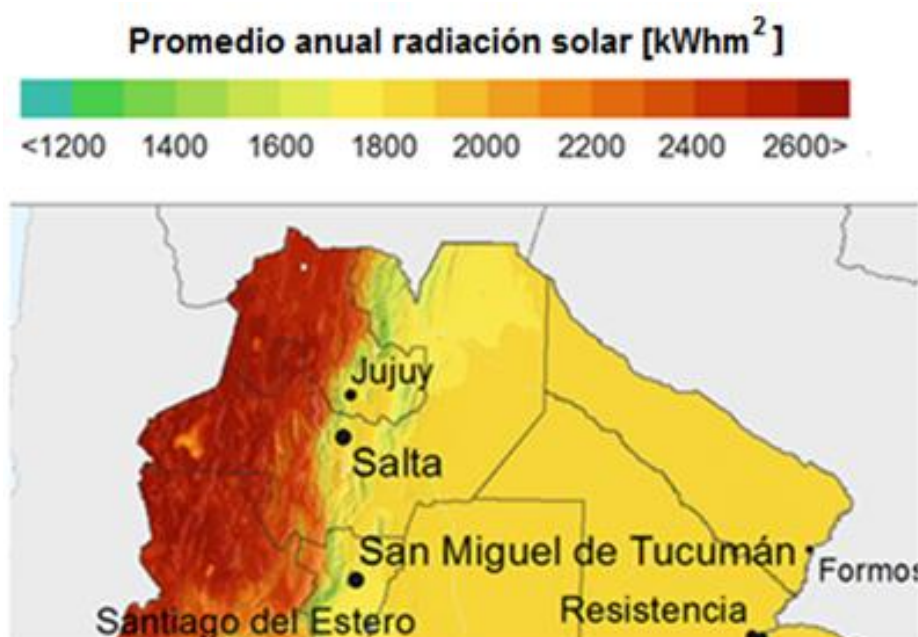 Promedio anual radiación solar [kWhm²]
<1200 1400 1600 1800 2000 2200 2400 2600>
Jujuy
Salta
San Miguel de Tucumán
Formos
Santiago del Estero
Resistencia